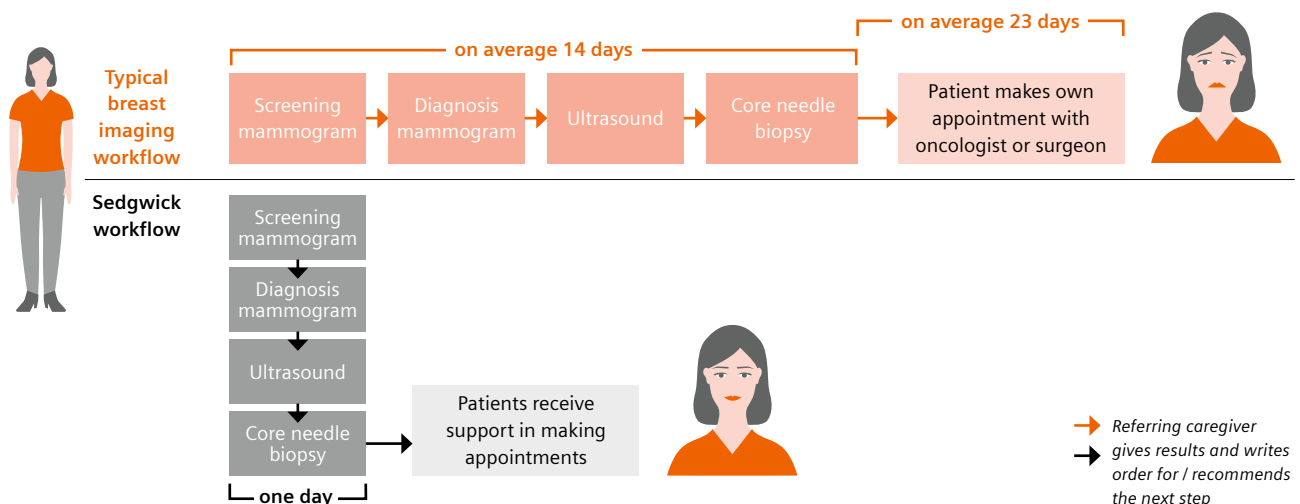 on average 14 days
on average 23 days
Typical
breast
imaging
workflow
Screening
mammogram
Diagnosis
mammogram
Ultrasound
Core needle
biopsy
Patient makes own
appointment with
oncologist or surgeon
Sedgwick
workflow
Screening
mammogram
Diagnosis
mammogram
Ultrasound
Core needle
biopsy
one day
Patients receive
support in making
appointments
Referring caregiver
gives results and writes
order for / recommends
the next step